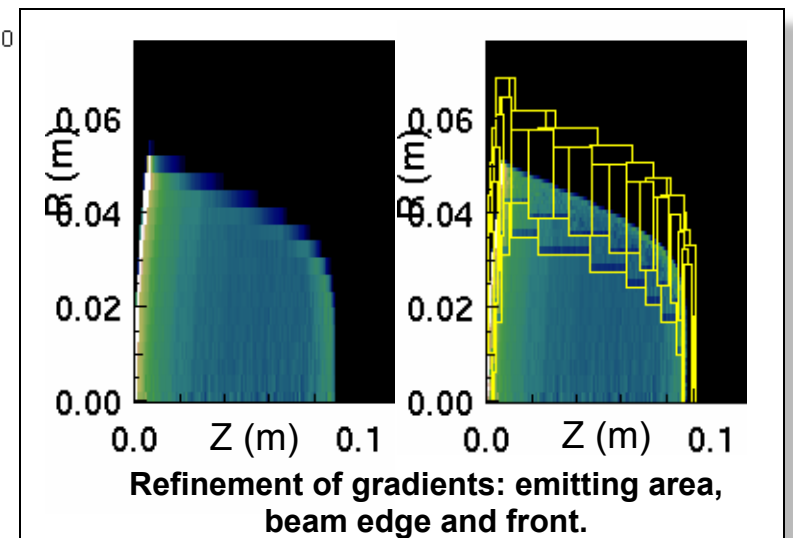 0
0.06
0.04
0.02
0.00
R (m)
0.0 Z (m) 0.1
0.06
0.04
0.02
0.00
R (m)
0.0 Z (m) 0.1
Refinement of gradients: emitting area,
beam edge and front.